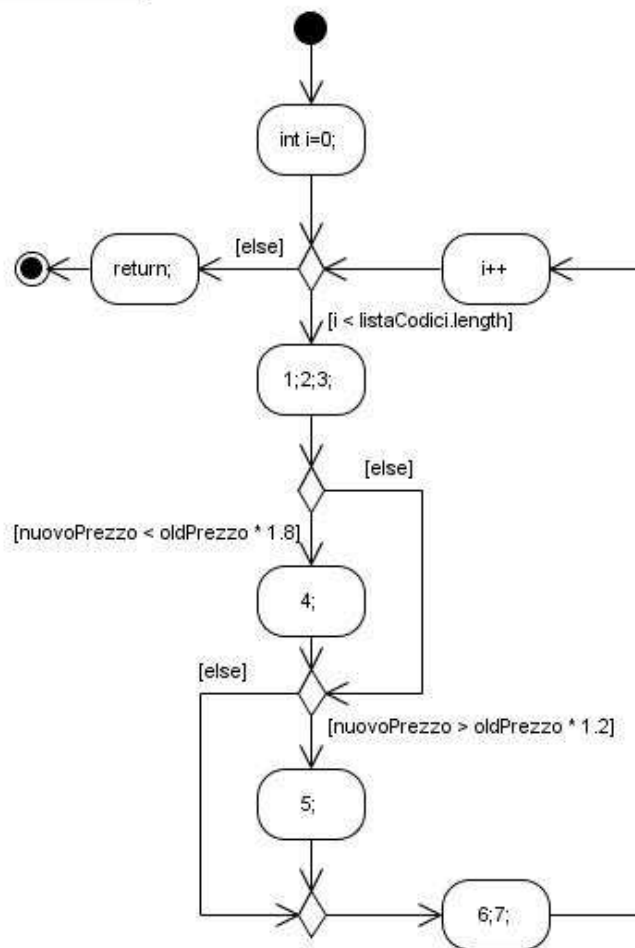 int i=0;
[else]
return;
i++
[i < listaCodici.length]
1;2;3;
[else]
[nuovoPrezzo < oldPrezzo * 1.8]
4;
[else]
[nuovoPrezzo > oldPrezzo * 1.2]
5;
6;7;